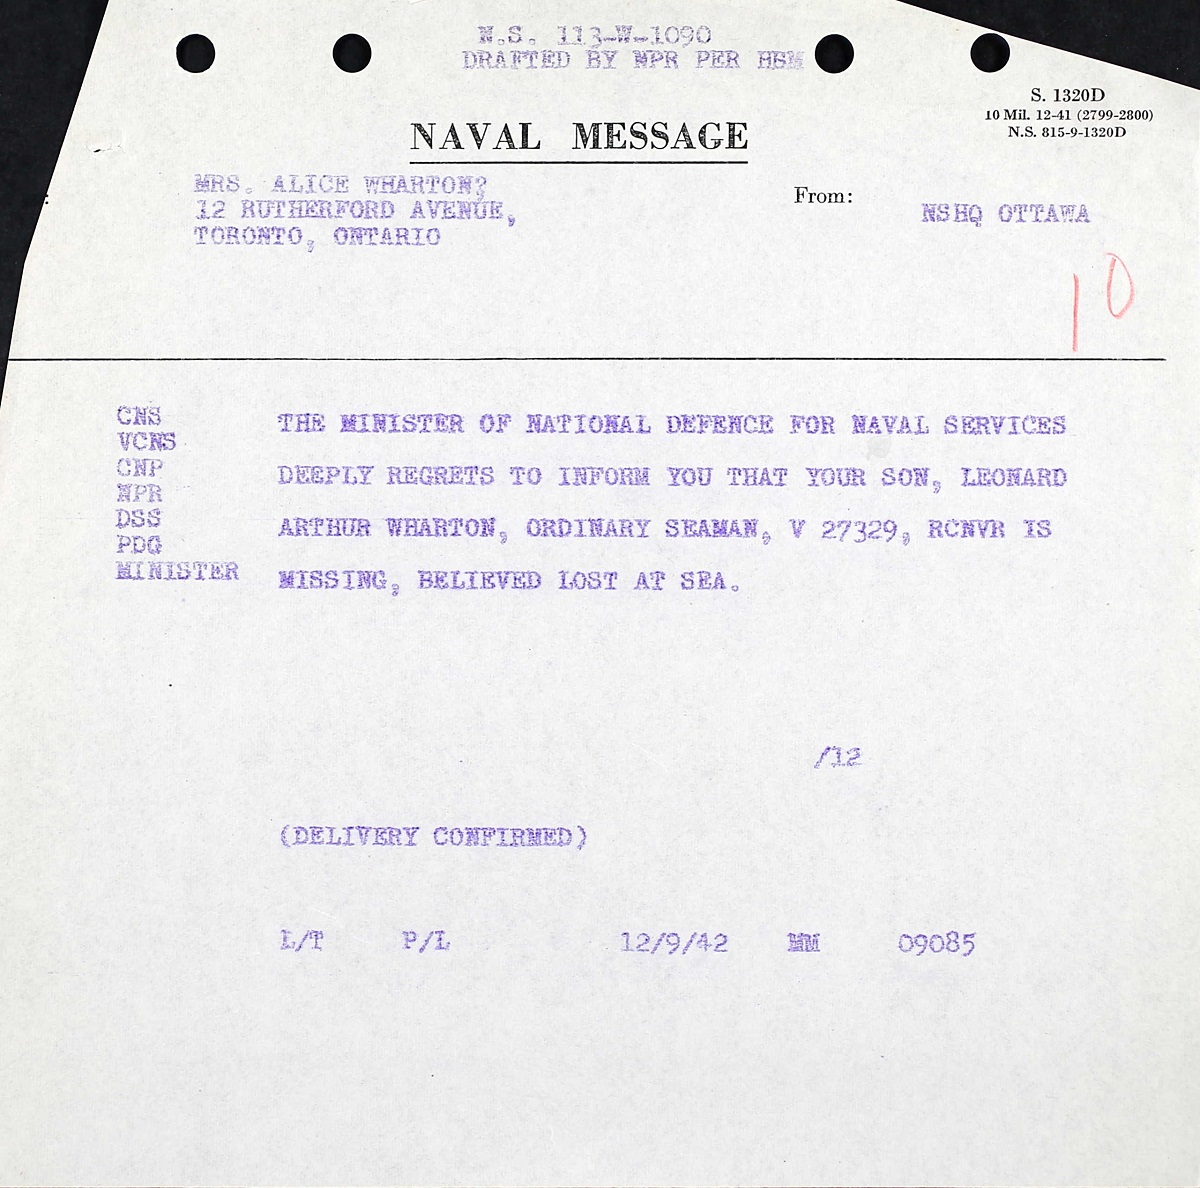 N.S. 113-W-1090
DRAFTED BY NPR PER HBM
S. 1320D
10 Mil. 12-41 (2799-2800)
N.S. 815-9-1320D
NAVAL MESSAGE
MRS. ALICE WHARTON?
12 RUTHERFORD AVENUE,
TORONTO, ONTARIO
:
From:
NSHQ OTTAWA
10
CNS
VCNS
CNP
NPR
DSS
PDG
MINISTER
THE MINISTER OF NATIONAL DEFENCE FOR NAVAL SERVICES
DEEPLY REGRETS TO INFORM YOU THAT YOUR SON, LEONARD
ARTHUR WHARTON, ORDINARY SEAMAN, V 27329, RCNVR IS
MISSING, BELIEVED LOST AT SEA.
/12
(DELIVERY CONFIRMED)
L/T P/L 12/9/42 MM 09085